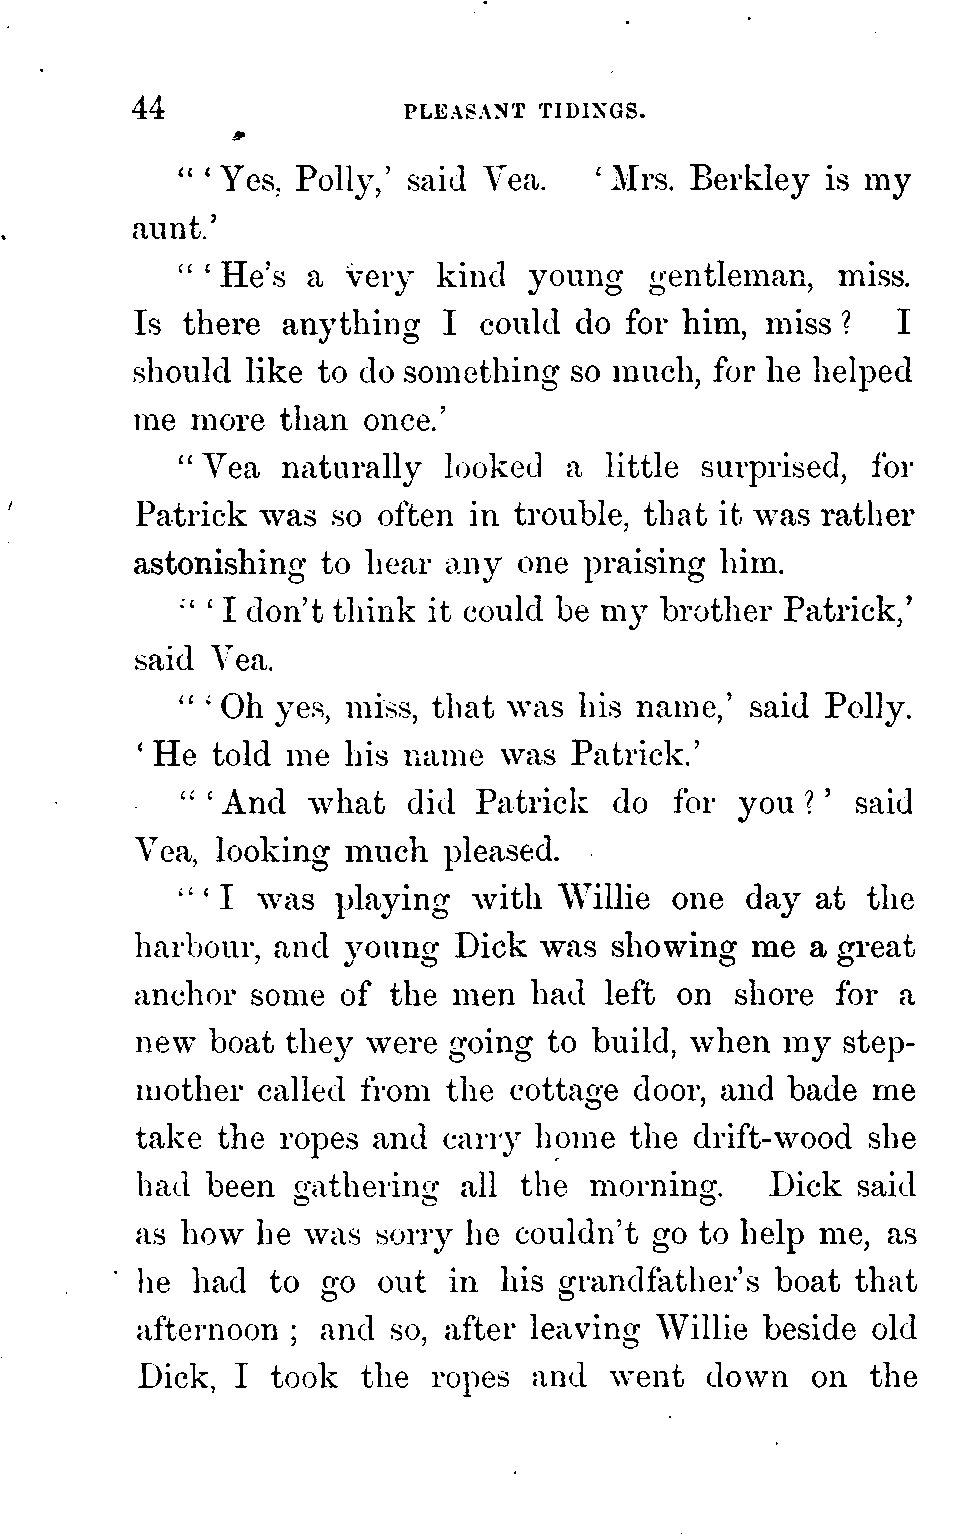 44 PLEASANT TIDINGS.
" ' Yes, Polly,' said Vea. ' Mrs. Berkley is my
aunt.'
" ' He's a very kind young gentleman, miss.
Is there anything I could do for him, miss ? I
should like to do something so much, for he helped
me more than once.'
" Vea naturally looked a little surprised, for
Patrick was so often in trouble, that it was rather
astonishing to hear any one praising him.
" ' I don't think it could be my brother Patrick,'
said Vea.
" ' Oh yes, miss, that was his name,' said Polly.
' He told me his name was Patrick.'
" ' And what did Patrick do for you ? ' said
Vea, looking much pleased.
" ' I was playing with Willie one day at the
harbour, and young Dick was showing me a great
anchor some of the men had left on shore for a
new boat they were going to build, when my step-
mother called from the cottage door, and bade me
take the ropes and carry home the drift-wood she
had been gathering all the morning. Dick said
as how he was sorry he couldn't go to help me, as
he had to go out in his grandfather's boat that
afternoon ; and so, after leaving Willie beside old
Dick, I took the ropes and went down on the